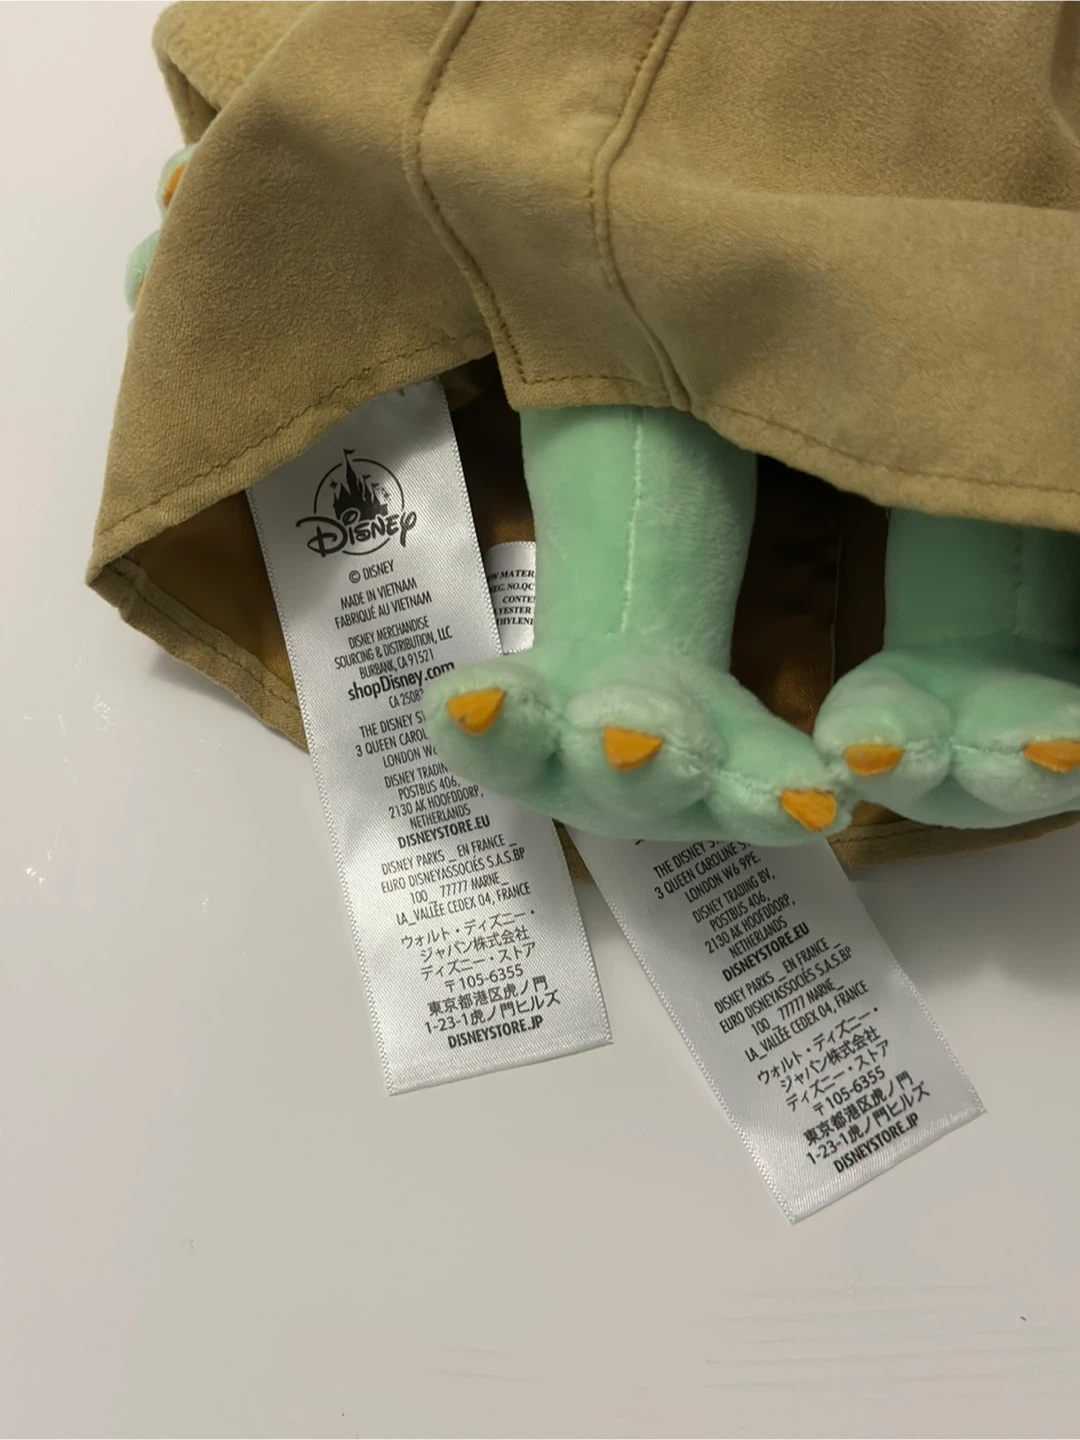 DISNEY
© DISNEY
MADE IN VIETNAM
FABRIQUÉ AU VIETNAM
DISNEY MERCHANDISE
SOURCING & DISTRIBUTION, LLC
BURBANK, CA 91521
shopDisney.com
CA 2508
THE DISNEY
3 QUEEN
LONDON
DISNEY
POSTBUS 406,
2130 AK HOOFDDORP,
NETHERLANDS
DISNEYSTORE.EU
DISNEY PARKS _ EN FRANCE _
EURO DISNEYASSOCIÉS S.A.S.BP
100_ 77777 MARNE_
LA_VALLÉE CEDEX 04, FRANCE
ウォルト・ディズニー・
ジャパン株式会社
ディズニー・ストア
〒105-6355
東京都港区虎ノ門
1-23-1虎ノ門ヒルズ
DISNEYSTORE.JP
THE DISNEY
3 QUEEN CAROLINE
LONDON W6 9PE.
DISNEY TRADING BV,
POSTBUS 406,
2130 AK HOOFDDORP,
NETHERLANDS
DISNEYSTORE.EU
DISNEY PARKS _ EN FRANCE _
EURO DISNEYASSOCIÉS S.A.S.BP
100_ 77777 MARNE_
LA_VALLÉE CEDEX 04, FRANCE
ウォルト・ディズニー・
ジャパン株式会社
ディズニー・ストア
〒105-6355
東京都港区虎ノ門
1-23-1虎ノ門ヒルズ
DISNEYSTORE.JP